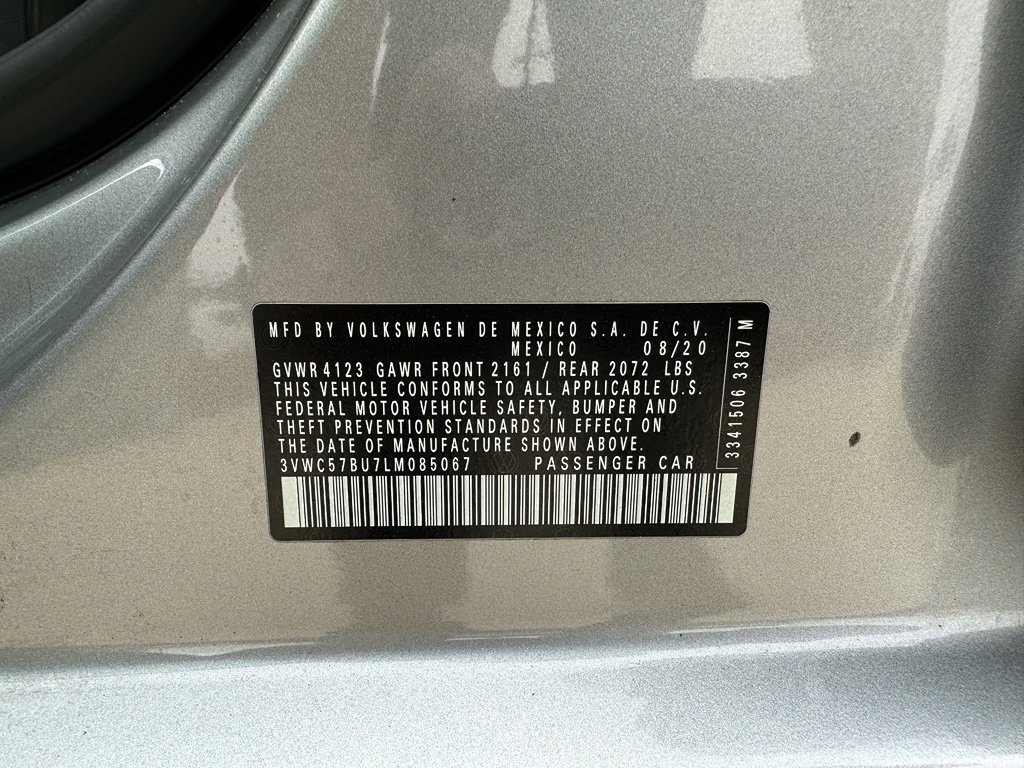 MFD BY VOLKSWAGEN DE MEXICO S.A. DE C.V.
MEXICO 08/20
GVWR 4123 GAWR FRONT 2161 / REAR 2072 LBS
THIS VEHICLE CONFORMS TO ALL APPLICABLE U.S.
FEDERAL MOTOR VEHICLE SAFETY, BUMPER AND
THEFT PREVENTION STANDARDS IN EFFECT ON
THE DATE OF MANUFACTURE SHOWN ABOVE.
3VWC57BU7LM085067 PASSENGER CAR
3341506 3387 M